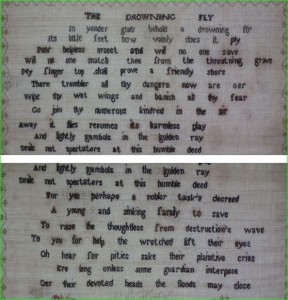 THE DROWNING FLY
In yonder glass behold a drowning fly
its little feet how vainly does it ply
Poor helpless insect and will no one save
will no one snatch thee from the threatning grave
My finger top shall prove a friendly shore
There trembler all thy dangers now are oer
Wipe thy wet wings and banish all thy fear
Go join thy numerous kindred in the air
Away it flies resumes its harmless play
And lightly gambols in the golden ray
Smile not spectators at this humble deed
And lightly gambols in the golden ray
Smile not spectators at this humble deed
For you perhaps a nobler task's decreed
A young and sinking family to save
To raise the thoughtless from destruction's wave
To you for help the wretched lift their eyes
Oh hear for pities sake their plaintive cries
Ere long unless some guardian interpose
Oer their devoted heads the floods may close